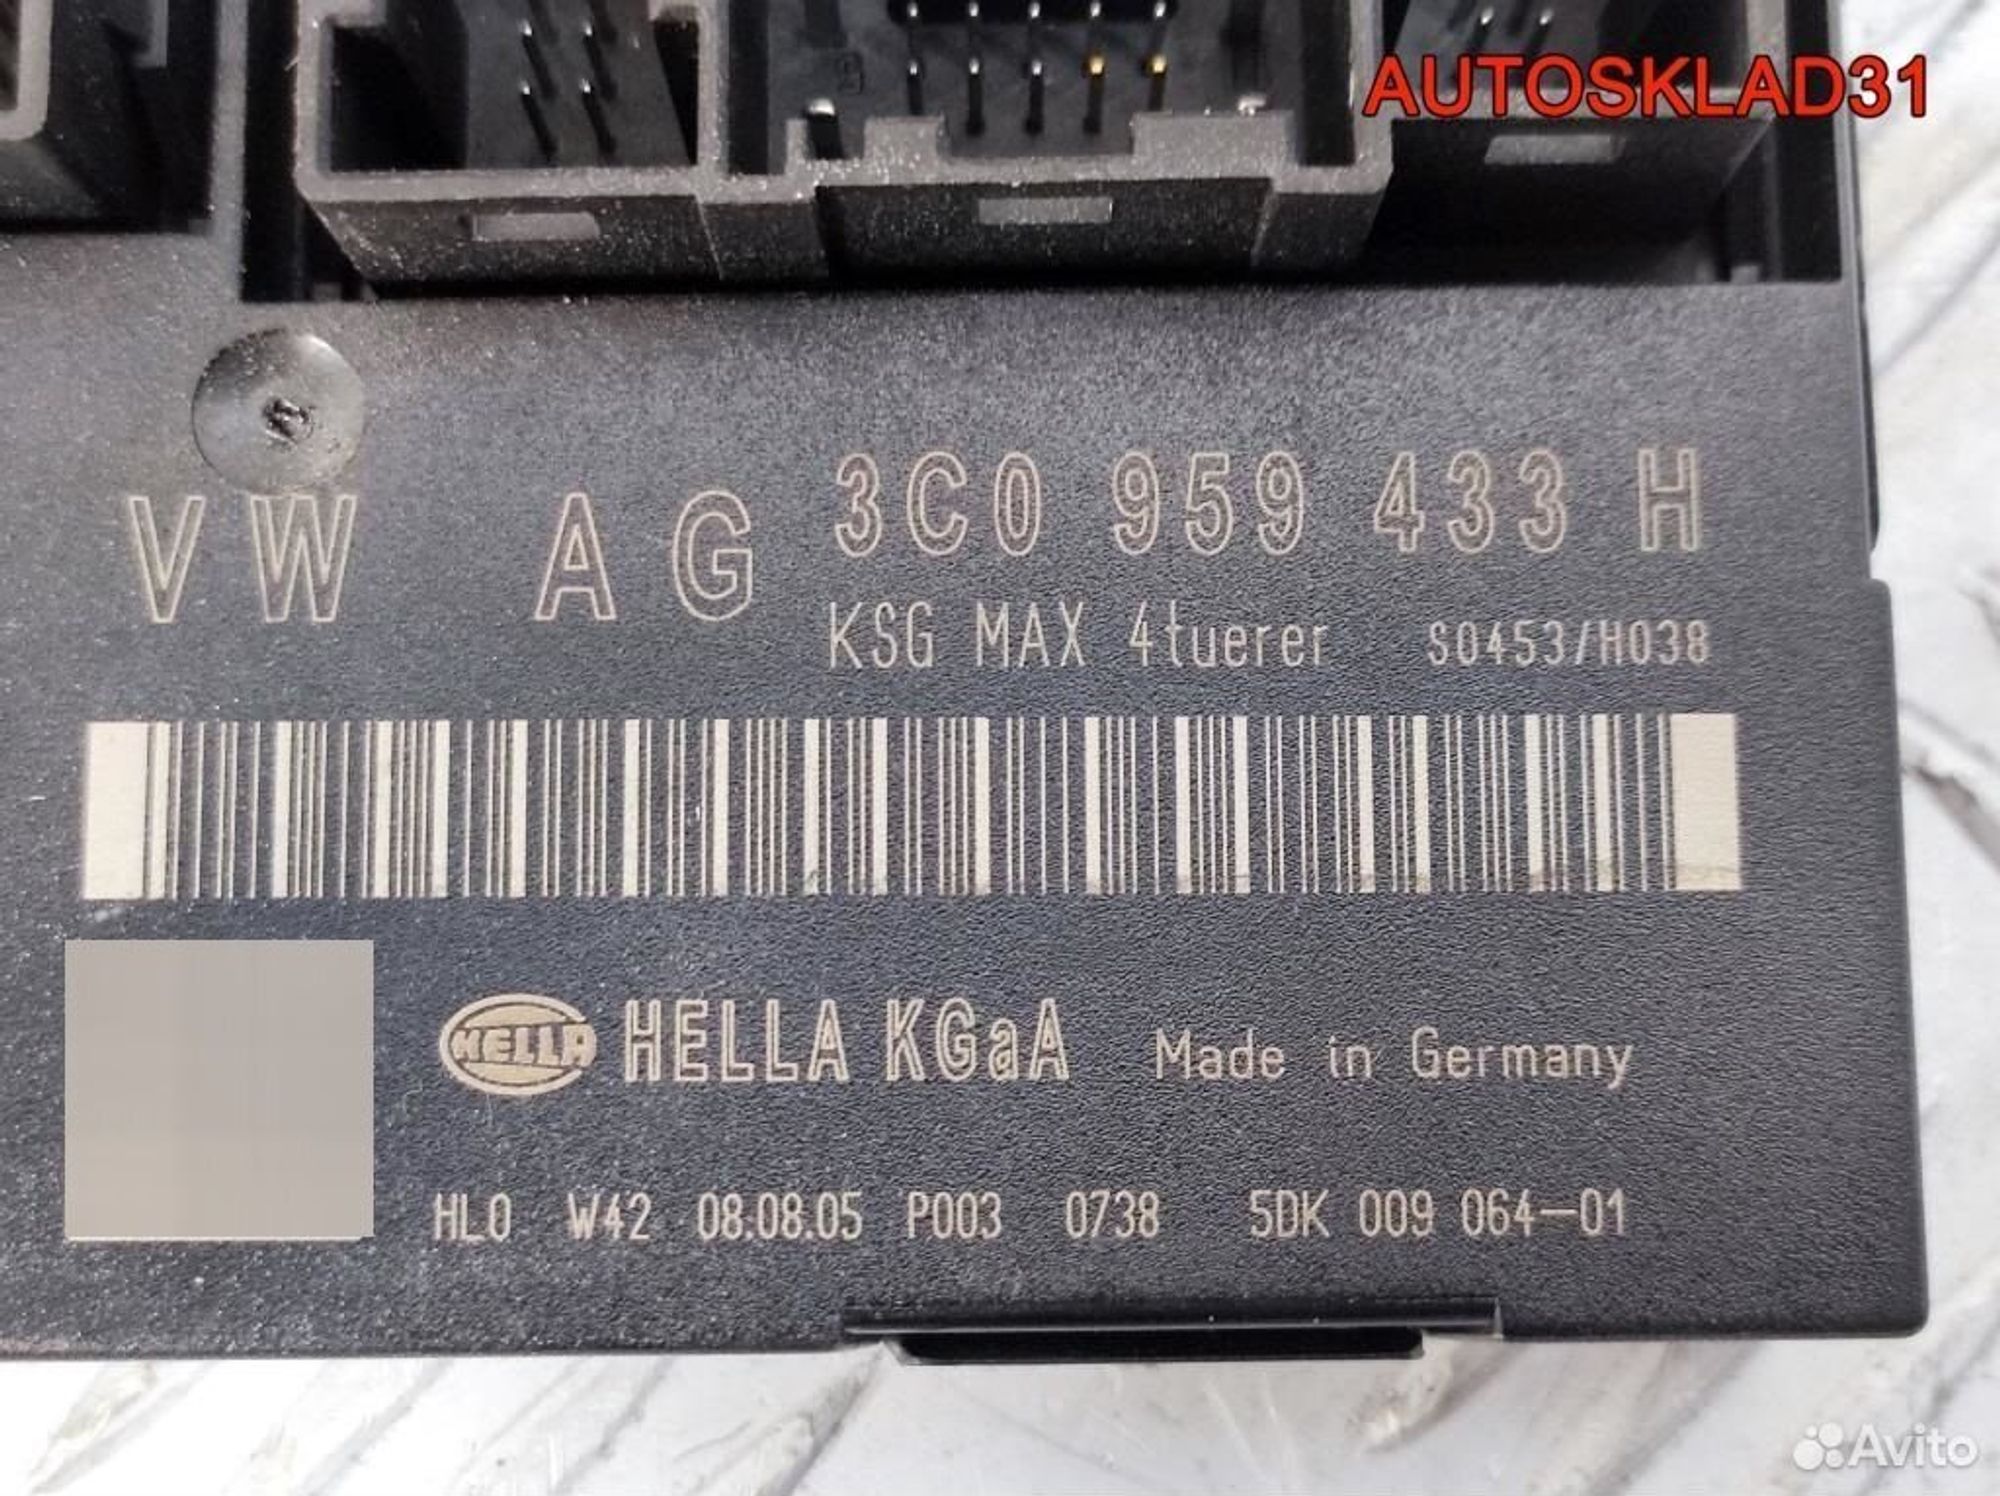 AUTOSKLAD31
VW AG 3C0 959 433 H
KSG MAX 4tuerer S0453/H038
HELLA HELLA KGaA Made in Germany
HLO W42 08.08.05 P003 0738 5DK 009 064-01
Avito